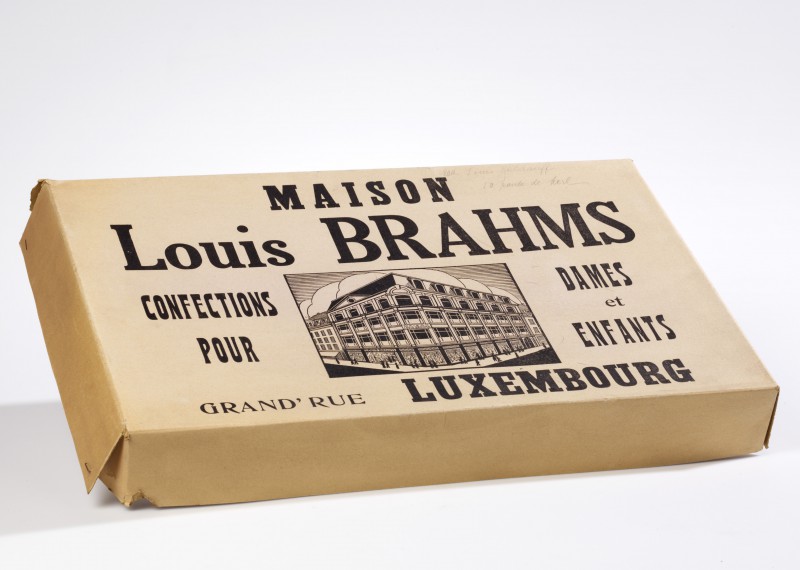 MAISON
Louis BRAHMS
CONFECTIONS
POUR
DAMES
et
ENFANTS
GRAND' RUE
LUXEMBOURG